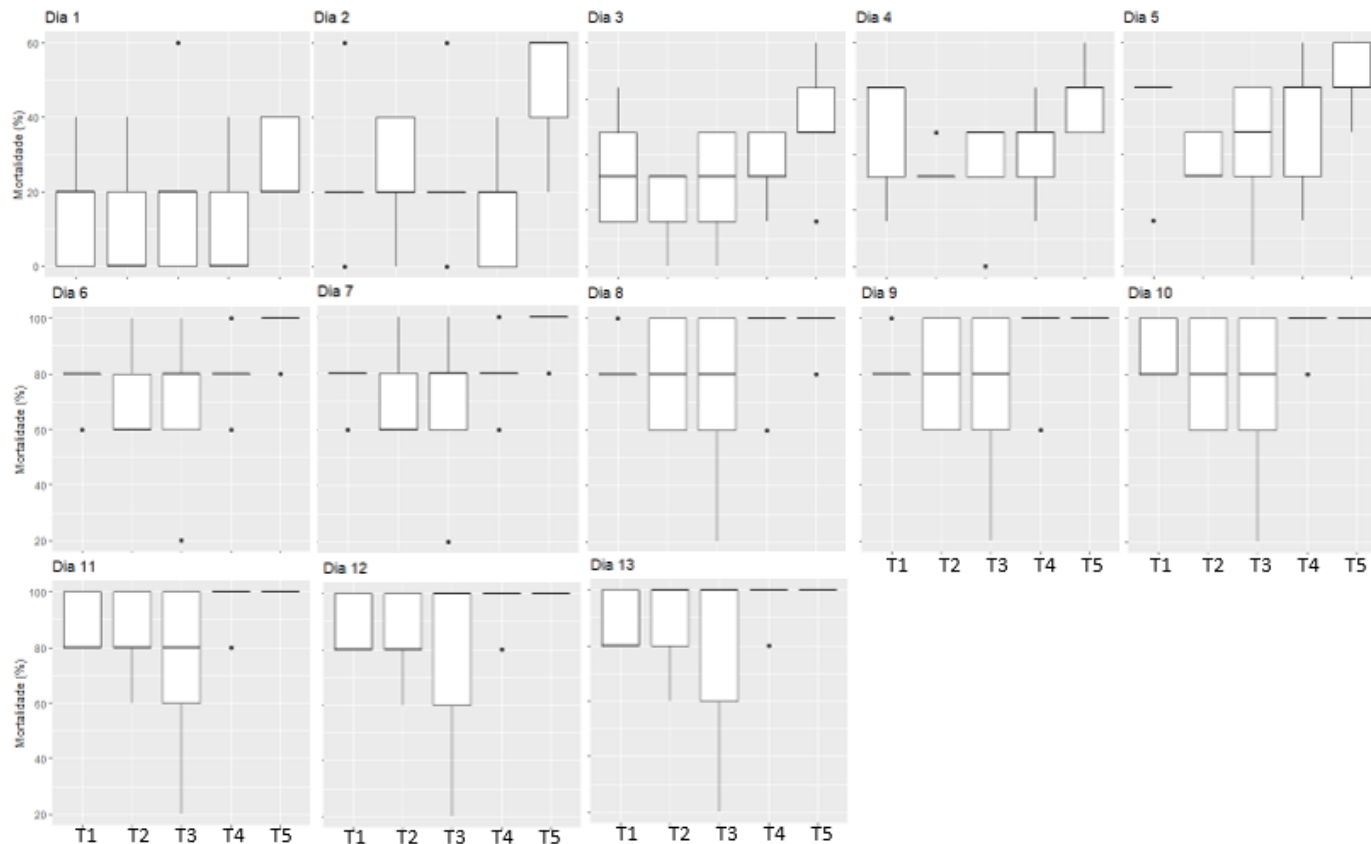 Dia 1 Dia 2 Dia 3 Dia 4 Dia 5
Mortalidade (%)
60
40
20
0
Dia 6 Dia 7 Dia 8 Dia 9 Dia 10
Mortalidade (%)
100
80
60
40
20
T1 T2 T3 T4 T5 T1 T2 T3 T4 T5
Dia 11 Dia 12 Dia 13
Mortalidade (%)
100
80
60
40
20
T1 T2 T3 T4 T5 T1 T2 T3 T4 T5 T1 T2 T3 T4 T5